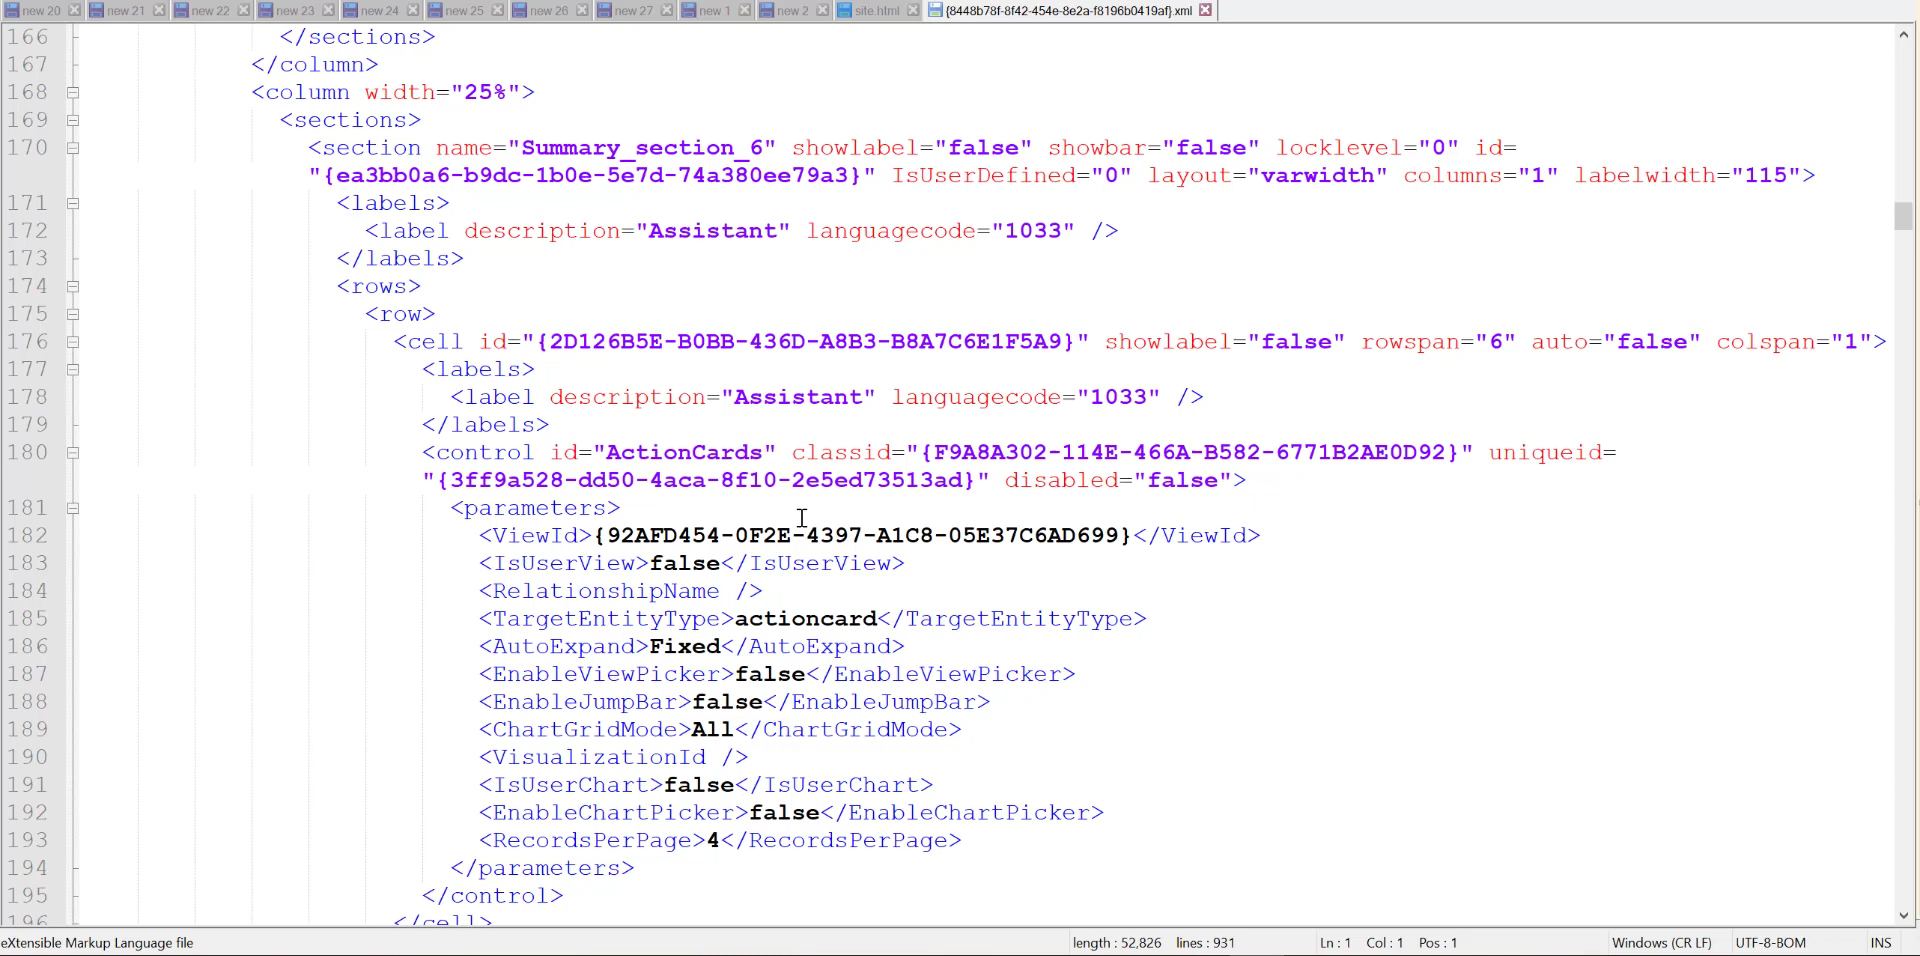 new 20 new 21 new 22 new 23 new 24 new 25 new 26 new 27 new 1 new 2 site.html {8448b78f-8f42-454e-8e2a-f8196b0419af}.xml
166 </sections>
167 </column>
168 <column width="25%">
169 <sections>
170 <section name="Summary_section_6" showlabel="false" showbar="false" locklevel="0" id=
"{ea3bb0a6-b9dc-1b0e-5e7d-74a380ee79a3}" IsUserDefined="0" layout="varwidth" columns="1" labelwidth="115">
171 <labels>
172 <label description="Assistant" languagecode="1033" />
173 </labels>
174 <rows>
175 <row>
176 <cell id="{2D126B5E-B0BB-436D-A8B3-B8A7C6E1F5A9}" showlabel="false" rowspan="6" auto="false" colspan="1">
177 <labels>
178 <label description="Assistant" languagecode="1033" />
179 </labels>
180 <control id="ActionCards" classid="{F9A8A302-114E-466A-B582-6771B2AE0D92}" uniqueid=
"{3ff9a528-dd50-4aca-8f10-2e5ed73513ad}" disabled="false">
181 <parameters>
182 <ViewId>{92AFD454-0F2E-4397-A1C8-05E37C6AD699}</ViewId>
183 <IsUserView>false</IsUserView>
184 <RelationshipName />
185 <TargetEntityType>actioncard</TargetEntityType>
186 <AutoExpand>Fixed</AutoExpand>
187 <EnableViewPicker>false</EnableViewPicker>
188 <EnableJumpBar>false</EnableJumpBar>
189 <ChartGridMode>All</ChartGridMode>
190 <VisualizationId />
191 <IsUserChart>false</IsUserChart>
192 <EnableChartPicker>false</EnableChartPicker>
193 <RecordsPerPage>4</RecordsPerPage>
194 </parameters>
195 </control>
196 </cell>
eXtensible Markup Language file length : 52,826 lines : 931 Ln : 1 Col : 1 Pos : 1 Windows (CR LF) UTF-8-BOM INS